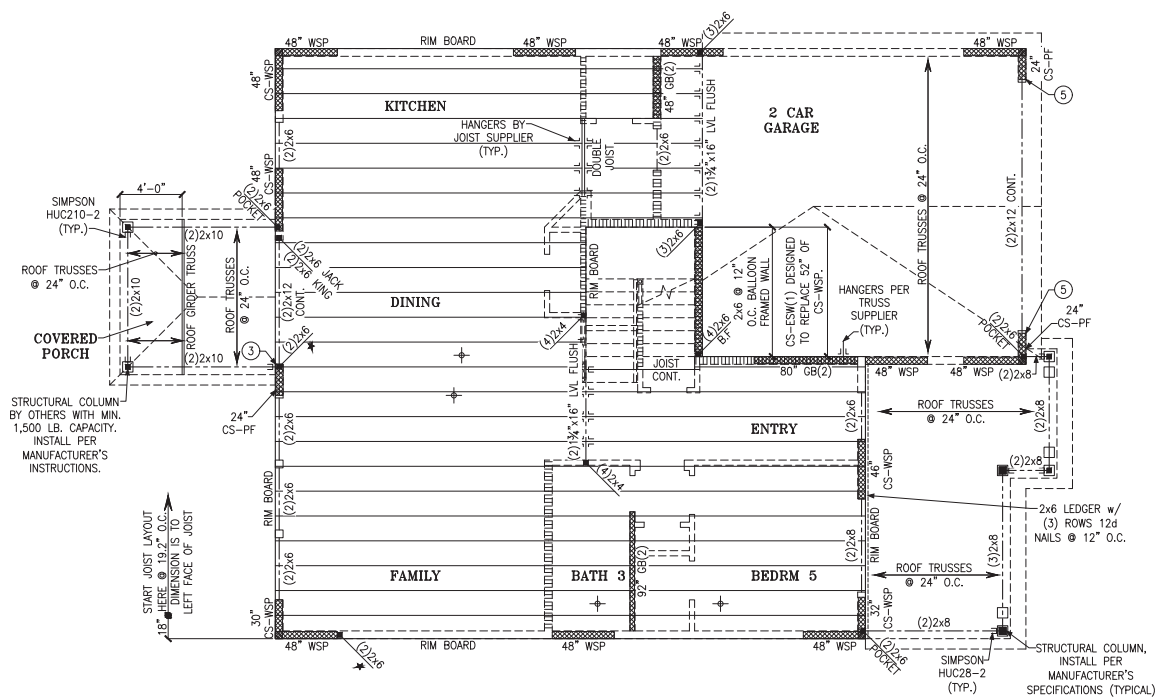 48" WSP
RIM BOARD
48" WSP
48" WSP
(3)2x6
48" WSP
24"
CS-PF
5
48"
CS-WSP
KITCHEN
48" GB(2)
LVL FLUSH
2 CAR
GARAGE
HANGERS BY
JOIST SUPPLIER
(TYP.)
DOUBLE
JOIST
(2)2x6
(2)1¾"x16"
(2)2x6
ROOF TRUSSES @ 24" O.C.
(2)2x12 CONT.
48"
CS-WSP
(2)2x6
POCKET
4'-0"
SIMPSON
HUC210-2
(TYP.)
(2)2x10
ROOF TRUSSES
@ 24" O.C.
(2)2x10
ROOF GIRDER TRUSS
ROOF TRUSSES
@ 24" O.C.
COVERED
PORCH
(2)2x10
(2)2x6 JACK
(2)2x6 KING
(2)2x12
CONT.
DINING
(2)2x6
3
RIM BOARD
(3)2x6
2x6 @ 12"
O.C. BALLOON
FRAMED WALL
CS-ESW(1) DESIGNED
TO REPLACE 52" OF
CS-WSP.
HANGERS PER
TRUSS
SUPPLIER
(TYP.)
5
(2)2x6
POCKET
24"
CS-PF
(4)2x4
(4)2x6
B.F
JOIST
CONT.
80" GB(2)
48" WSP
48" WSP
(2)2x8
STRUCTURAL COLUMN
BY OTHERS WITH MIN.
1,500 LB. CAPACITY.
INSTALL PER
MANUFACTURER'S
INSTRUCTIONS.
24"
CS-PF
(2)2x6
(2)1¾"x16" LVL FLUSH
ENTRY
(2)2x6
ROOF TRUSSES
@ 24" O.C.
(2)2x8
(4)2x4
46"
CS-WSP
(2)2x8
2x6 LEDGER w/
(3) ROWS 12d
NAILS @ 12" O.C.
START JOIST LAYOUT
HERE @ 19.2" O.C.
DIMENSION IS TO
LEFT FACE OF JOIST
18"
RIM BOARD
(2)2x6
(2)2x6
FAMILY
BATH 3
92" GB(2)
BEDRM 5
(2)2x8
RIM BOARD
ROOF TRUSSES
@ 24" O.C.
(3)2x8
30"
CS-WSP
32"
CS-WSP
(2)2x8
48" WSP
(2)2x6
RIM BOARD
48" WSP
48" WSP
(2)2x6
POCKET
SIMPSON
HUC28-2
(TYP.)
STRUCTURAL COLUMN,
INSTALL PER
MANUFACTURER'S
SPECIFICATIONS (TYPICAL)